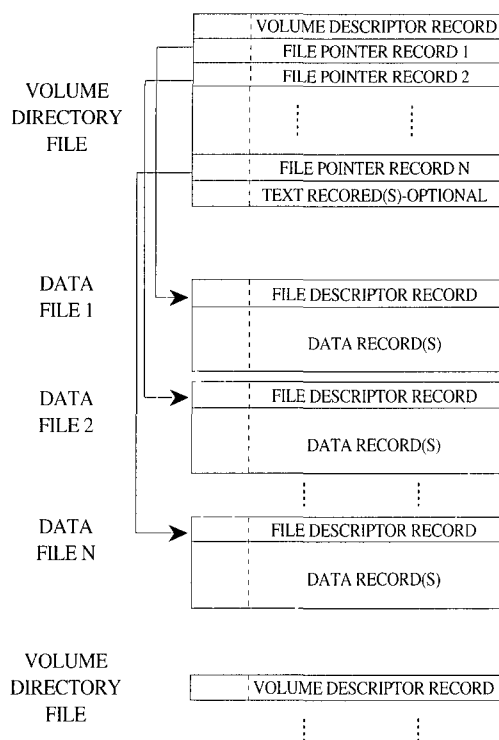 VOLUME DESCRIPTOR RECORD
FILE POINTER RECORD 1
FILE POINTER RECORD 2
VOLUME
DIRECTORY
FILE
FILE POINTER RECORD N
TEXT RECORED(S)-OPTIONAL
DATA
FILE 1
FILE DESCRIPTOR RECORD
DATA RECORD(S)
DATA
FILE 2
FILE DESCRIPTOR RECORD
DATA RECORD(S)
DATA
FILE N
FILE DESCRIPTOR RECORD
DATA RECORD(S)
VOLUME
DIRECTORY
FILE
VOLUME DESCRIPTOR RECORD